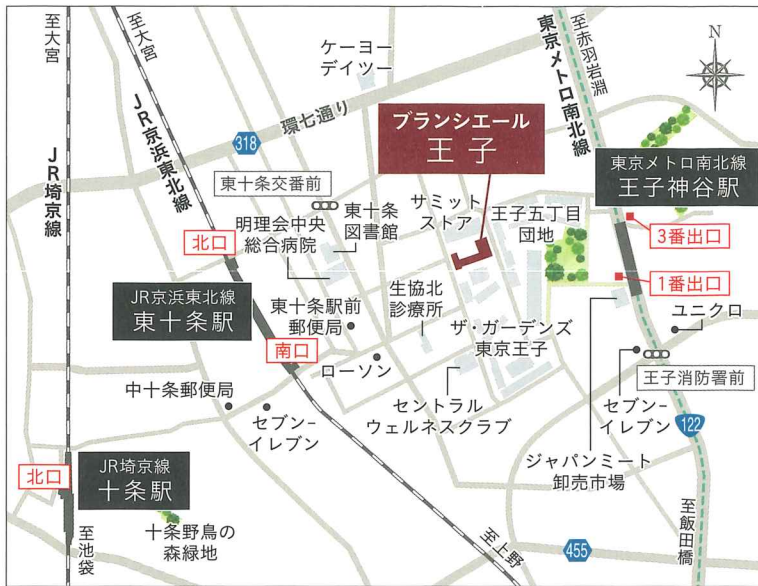 至大宮
JR埼京線
至大宮
JR京浜東北線
ケーヨー
デイツー
環七通り
318
東京メトロ南北線
至赤羽岩淵
N
ブランシエール
王子
東京メトロ南北線
王子神谷駅
3番出口
1番出口
東十条交番前
明理会中央
総合病院
東十条
図書館
サミット
ストア
王子五丁目
団地
北口
JR京浜東北線
東十条駅
南口
東十条駅前
郵便局
生協北
診療所
ザ・ガーデンズ
東京王子
ユニクロ
ローソン
王子消防署前
中十条郵便局
セブン-
イレブン
セントラル
ウェルネスクラブ
セブン-
イレブン
122
ジャパンミート
卸売市場
北口
JR埼京線
十条駅
至池袋
十条野鳥の
森緑地
至上野
455
至飯田橋